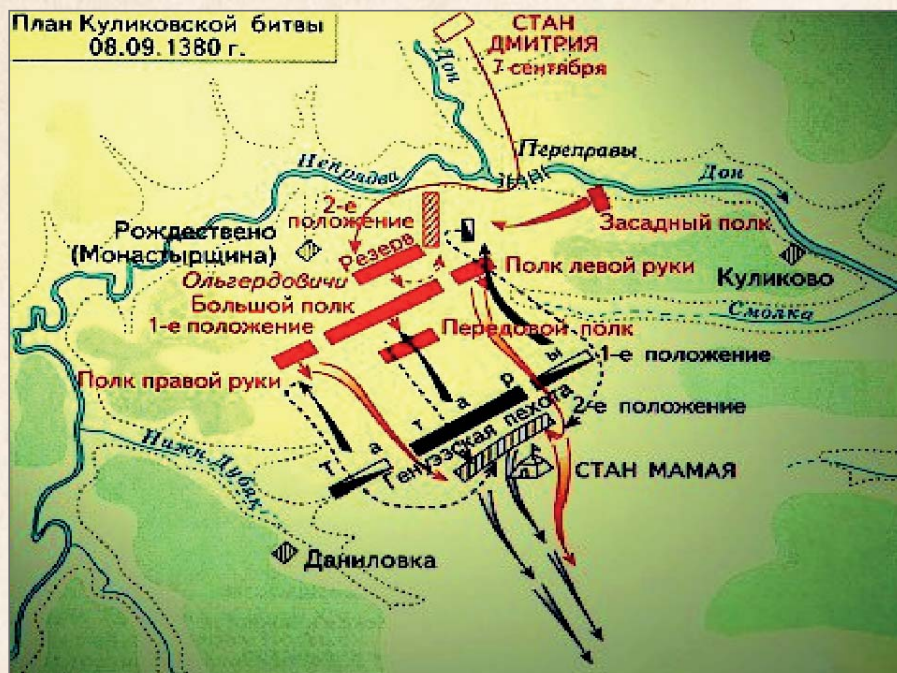 План Куликовской битвы
08.09.1380 г.
СТАН
ДМИТРИЯ
7 сентября
Дон
Переправы
Непрядва
Дон
2-е
положение
Рождествено
(Монастырщина)
Резерв
Засадный полк
Ольгердовичи
Полк левой руки
Куликово
Большой полк
1-е положение
Смолка
Передовой полк
1-е положение
Полк правой руки
Татары
2-е положение
Генуэзская пехота
Нижн. Дубяк
СТАН МАМАЯ
Даниловка